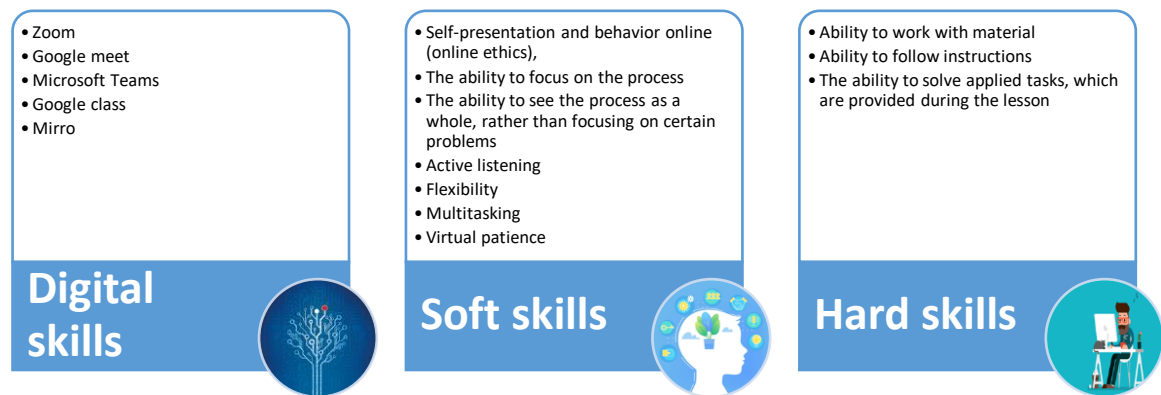 • Zoom
• Google meet
• Microsoft Teams
• Google class
• Mirro
Digital
skills
• Self-presentation and behavior online
(online ethics),
• The ability to focus on the process
• The ability to see the process as a
whole, rather than focusing on certain
problems
• Active listening
• Flexibility
• Multitasking
• Virtual patience
Soft skills
• Ability to work with material
• Ability to follow instructions
• The ability to solve applied tasks, which
are provided during the lesson
Hard skills